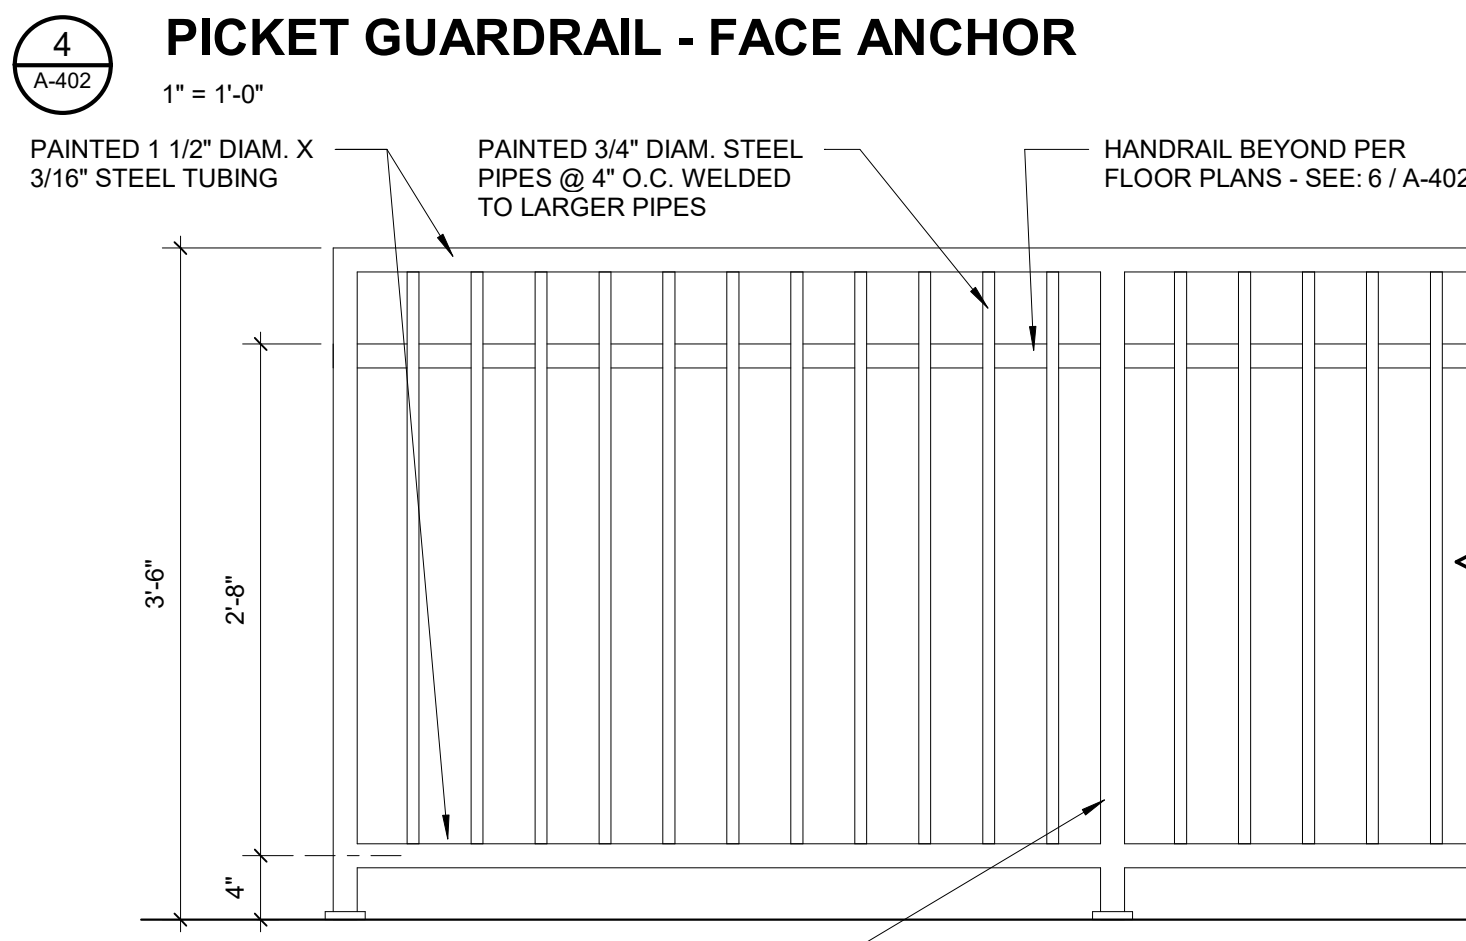 4
A-402
PICKET GUARDRAIL - FACE ANCHOR
1" = 1'-0"
PAINTED 1 1/2" DIAM. X
3/16" STEEL TUBING
PAINTED 3/4" DIAM. STEEL
PIPES @ 4" O.C. WELDED
TO LARGER PIPES
HANDRAIL BEYOND PER
FLOOR PLANS - SEE: 6 / A-402
3'-6"
2'-8"
4"